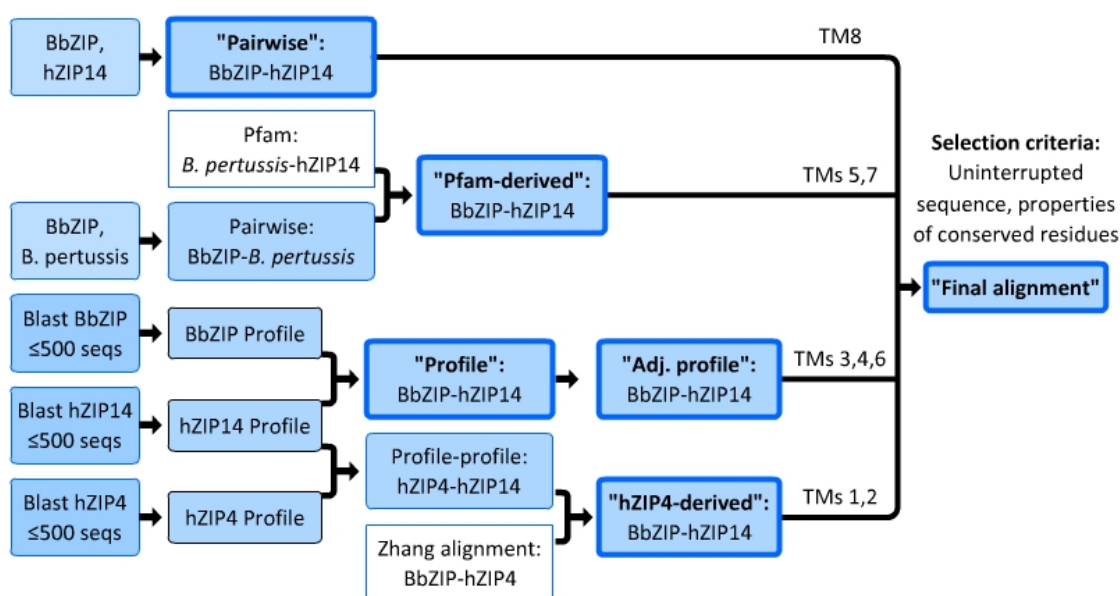 BbZIP,
hZIP14
"Pairwise":
BbZIP-hZIP14
TM8
Pfam:
B. pertussis-hZIP14
"Pfam-derived":
BbZIP-hZIP14
TMs 5,7
BbZIP,
B. pertussis
Pairwise:
BbZIP-B. pertussis
Selection criteria:
Uninterrupted
sequence, properties
of conserved residues
"Final alignment"
Blast BbZIP
≤500 seqs
BbZIP Profile
"Profile":
BbZIP-hZIP14
"Adj. profile":
BbZIP-hZIP14
TMs 3,4,6
Blast hZIP14
≤500 seqs
hZIP14 Profile
Profile-profile:
hZIP4-hZIP14
Blast hZIP4
≤500 seqs
hZIP4 Profile
"hZIP4-derived":
BbZIP-hZIP14
TMs 1,2
Zhang alignment:
BbZIP-hZIP4